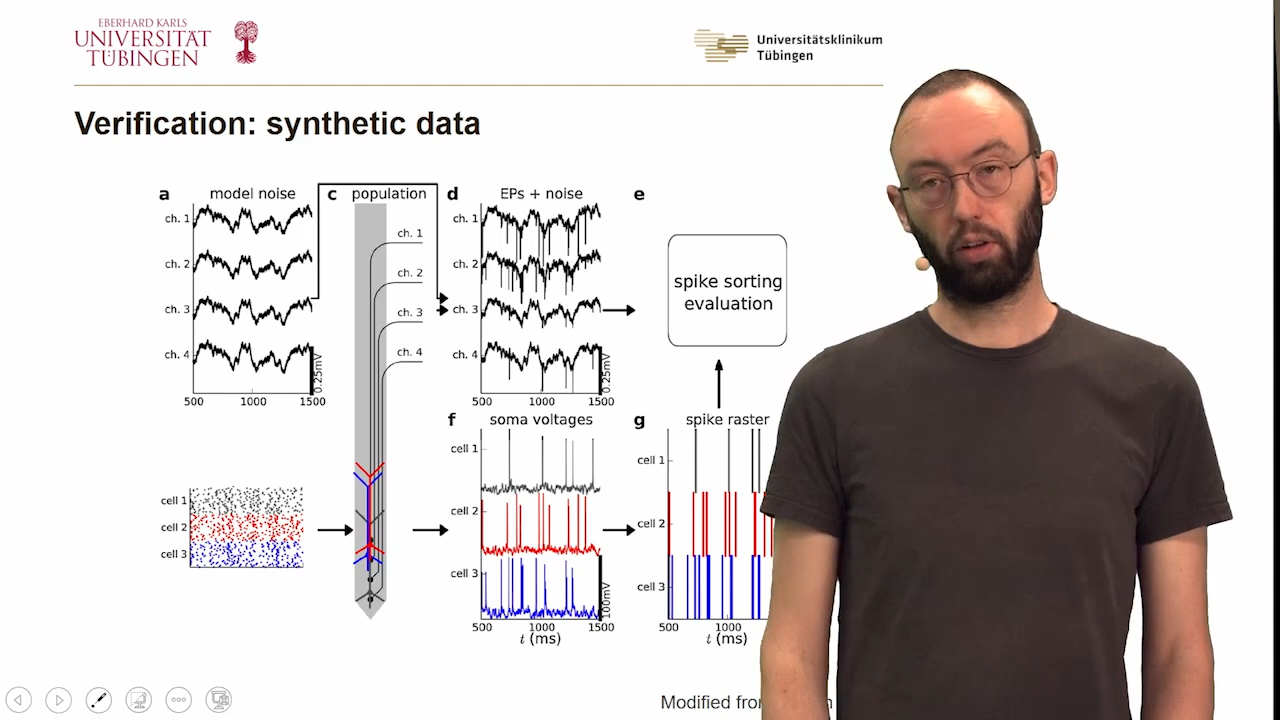 EBERHARD KARLS
UNIVERSITÄT
TÜBINGEN
Universitätsklinikum
Tübingen
Verification: synthetic data
a model noise
ch. 1
ch. 2
ch. 3
ch. 4
0.25mV
500 1000 1500
c population
ch. 1
ch. 2
ch. 3
ch. 4
d EPs + noise
ch. 1
ch. 2
ch. 3
ch. 4
0.25mV
500 1000 1500
e
spike sorting
evaluation
cell 1
cell 2
cell 3
f soma voltages
cell 1
cell 2
cell 3
100mV
500 1000 1500
t (ms)
g spike raster
cell 1
cell 2
cell 3
500 1000
t (ms)
Modified